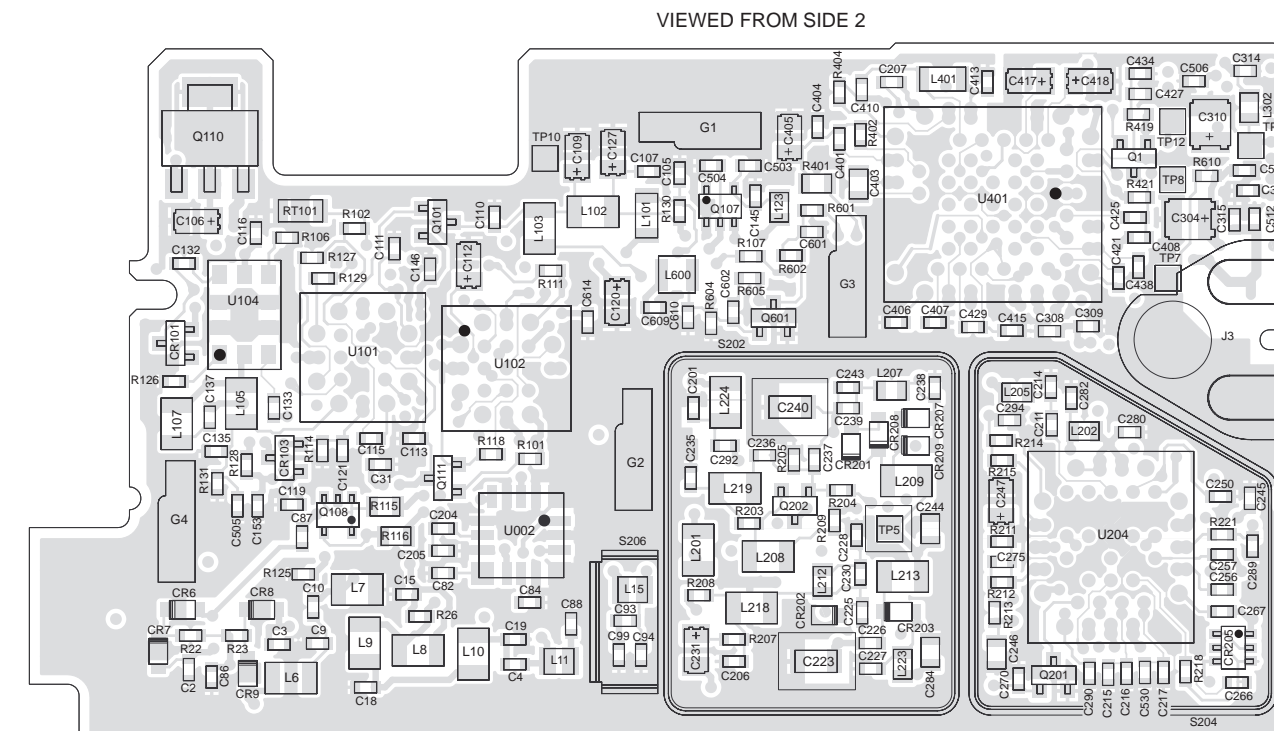 VIEWED FROM SIDE 2
R404
C207
L401
C413
C417+
+C418
C434
C506
C314
C410
C427
C310
+
L302
Q110
TP10
C109
+
C127
+
G1
C405
+
C404
C401
R402
R419
TP12
C107
C105
C504
C503
R401
C403
Q1
R610
TP8
R421
C106+
RT101
R102
Q101
C110
L103
L102
L101
R130
Q107
C145
L123
R601
U401
C425
C304+
C315
C512
C116
R106
C111
C601
C408
C132
R127
C146
C112
+
R107
R602
C421
TP7
R129
R111
L600
R605
G3
C438
U104
C614
C120+
C609
C610
R604
C602
Q601
C406
C407
C429
C415
C308
C309
J3
CR101
U101
U102
S202
R126
C137
L105
C133
L107
C201
L224
C240
C243
L207
C238
L205
C214
C282
C239
CR207
C294
C211
L202
C280
C135
R128
CR103
R114
C121
C115
C113
R118
R101
C235
C292
C236
R205
C237
CR201
CR208
CR209
R214
R131
C31
Q111
G2
R215
G4
C119
L219
L209
C247
+
C250
C245
C505
C153
C87
Q108
R115
C204
U002
Q202
R204
R203
R209
TP5
C244
R211
U204
R221
R116
C205
S206
L201
L208
C228
C275
C257
C289
R125
C82
L15
R208
L212
C230
L213
R212
C256
CR6
CR8
C10
L7
C15
C84
L218
CR202
C225
CR203
R213
C267
R26
C88
C93
CR7
R22
R23
C3
C9
L9
L8
L10
C19
C99
C94
C231
+
R207
C226
C246
CR205
C2
C86
CR9
L6
C18
C4
L11
C206
C223
C227
L223
C284
C270
Q201
C290
C215
C216
C530
C217
R218
C266
S204